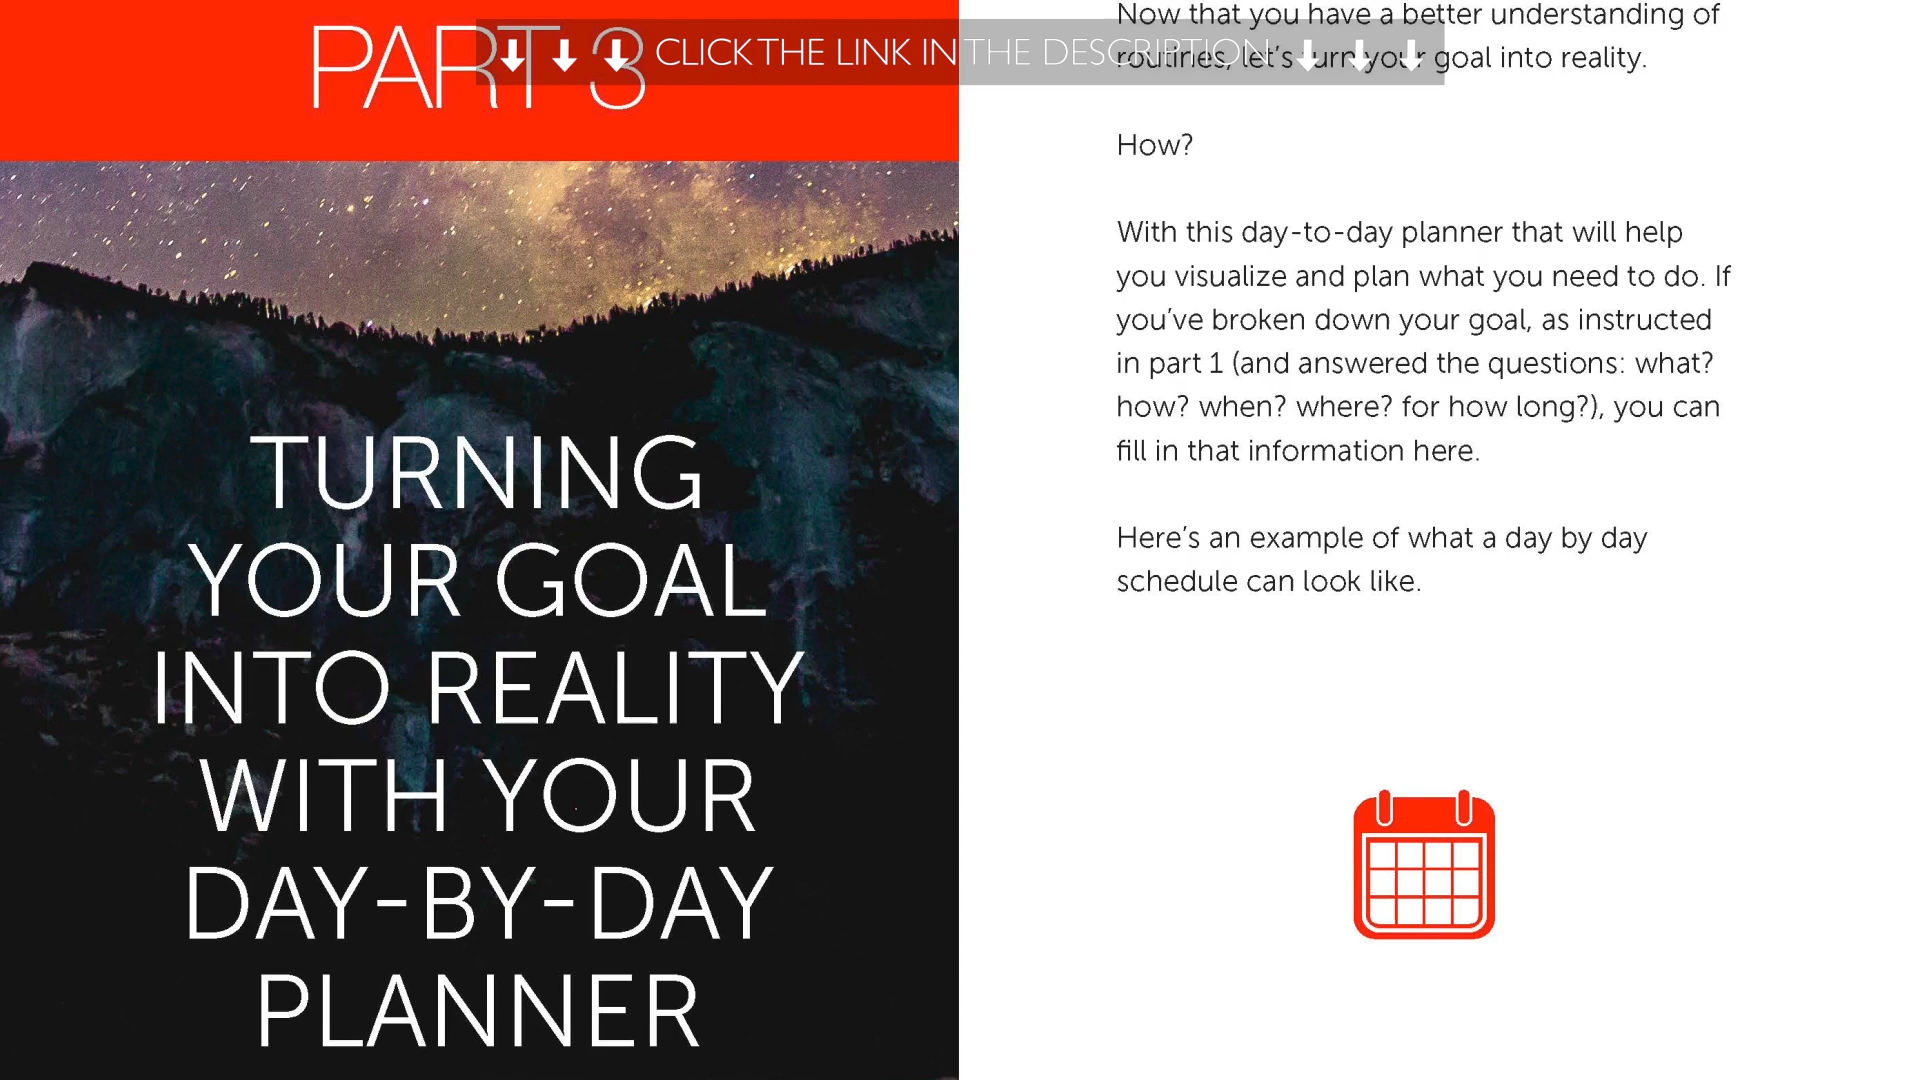 PART 3
CLICK THE LINK IN THE DESCRIPTION
TURNING
YOUR GOAL
INTO REALITY
WITH YOUR
DAY-BY-DAY
PLANNER
Now that you have a better understanding of
routines, let's turn your goal into reality.
How?
With this day-to-day planner that will help
you visualize and plan what you need to do. If
you've broken down your goal, as instructed
in part 1 (and answered the questions: what?
how? when? where? for how long?), you can
fill in that information here.
Here's an example of what a day by day
schedule can look like.